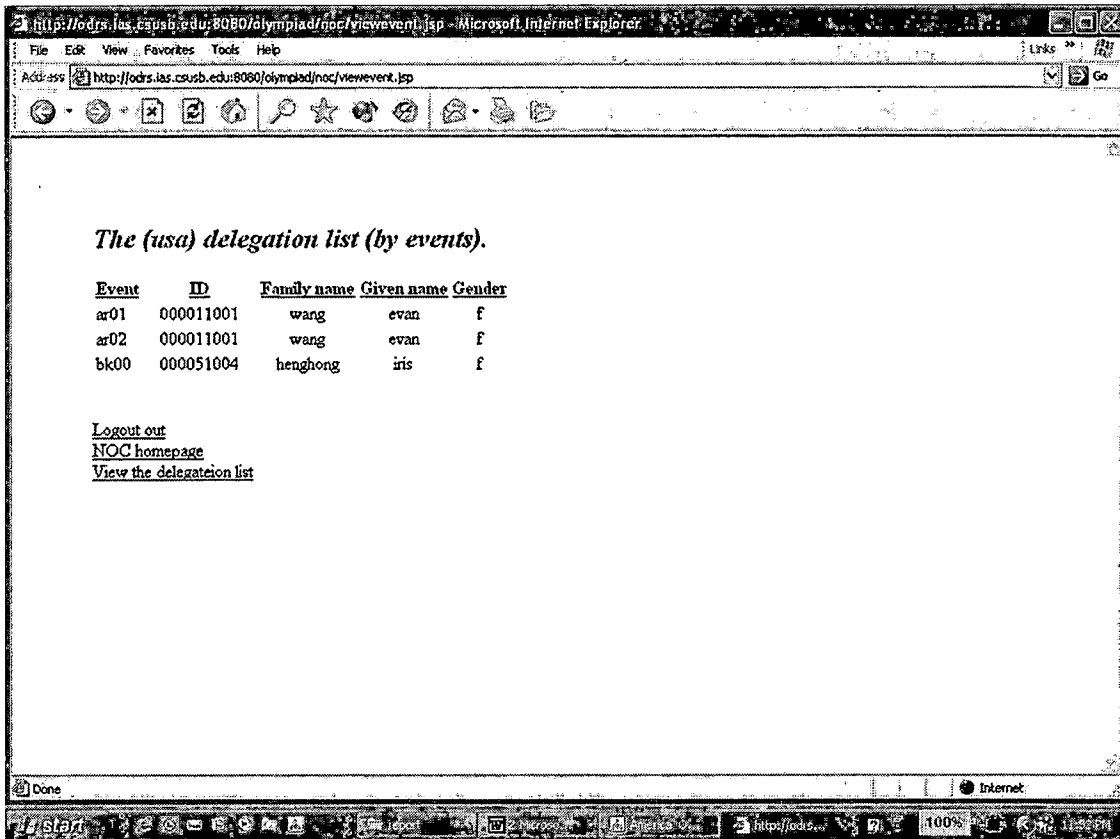 http://odrs.ias.csusb.edu:8080/olympiad/noc/viewevent.jsp - Microsoft Internet Explorer
File Edit View Favorites Tools Help
Links »
Address http://odrs.ias.csusb.edu:8080/olympiad/noc/viewevent.jsp
Go
The (usa) delegation list (by events).
Event ID Family name Given name Gender
ar01 000011001 wang evan f
ar02 000011001 wang evan f
bk00 000051004 henghong iris f
Logout out
NOC homepage
View the delegateion list
Done
Internet
start
http://odrs...
100%